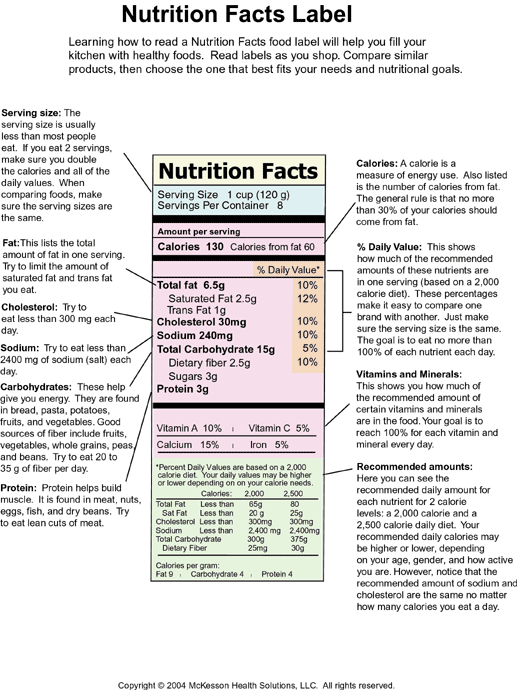 Nutrition Facts Label
Learning how to read a Nutrition Facts food label will help you fill your
kitchen with healthy foods. Read labels as you shop. Compare similar
products, then choose the one that best fits your needs and nutritional goals.
Serving size: The
serving size is usually
less than most people
eat. If you eat 2 servings,
make sure you double
the calories and all of the
daily values. When
comparing foods, make
sure the serving sizes are
the same.
Fat:This lists the total
amount of fat in one serving.
Try to limit the amount of
saturated fat and trans fat
you eat.
Cholesterol: Try to
eat less than 300 mg each
day.
Sodium: Try to eat less than
2400 mg of sodium (salt) each
day.
Carbohydrates: These help
give you energy. They are found
in bread, pasta, potatoes,
fruits, and vegetables. Good
sources of fiber include fruits,
vegetables, whole grains, peas,
and beans. Try to eat 20 to
35 g of fiber per day.
Protein: Protein helps build
muscle. It is found in meat, nuts,
eggs, fish, and dry beans. Try
to eat lean cuts of meat.
Nutrition Facts
Serving Size 1 cup (120 g)
Servings Per Container 8
Amount per serving
Calories 130 Calories from fat 60
% Daily Value*
Total fat 6.5g 10%
Saturated Fat 2.5g 12%
Trans Fat 1g
Cholesterol 30mg 10%
Sodium 240mg 10%
Total Carbohydrate 15g 5%
Dietary fiber 2.5g 10%
Sugars 3g
Protein 3g
Vitamin A 10% Vitamin C 5%
Calcium 15% Iron 5%
*Percent Daily Values are based on a 2,000
calorie diet. Your daily values may be higher
or lower depending on on your calorie needs.
Calories: 2,000 2,500
Total Fat Less than 65g 80
Sat Fat Less than 20 g 25g
Cholesterol Less than 300mg 300mg
Sodium Less than 2,400 mg 2,400mg
Total Carbohydrate 300g 375g
Dietary Fiber 25mg 30g
Calories per gram:
Fat 9 Carbohydrate 4 Protein 4
Calories: A calorie is a
measure of energy use. Also listed
is the number of calories from fat.
The general rule is that no more
than 30% of your calories should
come from fat.
% Daily Value: This shows
how much of the recommended
amounts of these nutrients are
in one serving (based on a 2,000
calorie diet). These percentages
make it easy to compare one
brand with another. Just make
sure the serving size is the same.
The goal is to eat no more than
100% of each nutrient each day.
Vitamins and Minerals:
This shows you how much of
the recommended amount of
certain vitamins and minerals
are in the food. Your goal is to
reach 100% for each vitamin and
mineral every day.
Recommended amounts:
Here you can see the
recommended daily amount for
each nutrient for 2 calorie
levels: a 2,000 calorie and a
2,500 calorie daily diet. Your
recommended daily calories may
be higher or lower, depending
on your age, gender, and how active
you are. However, notice that the
recommended amount of sodium and
cholesterol are the same no matter
how many calories you eat a day.
Copyright © 2004 McKesson Health Solutions, LLC. All rights reserved.